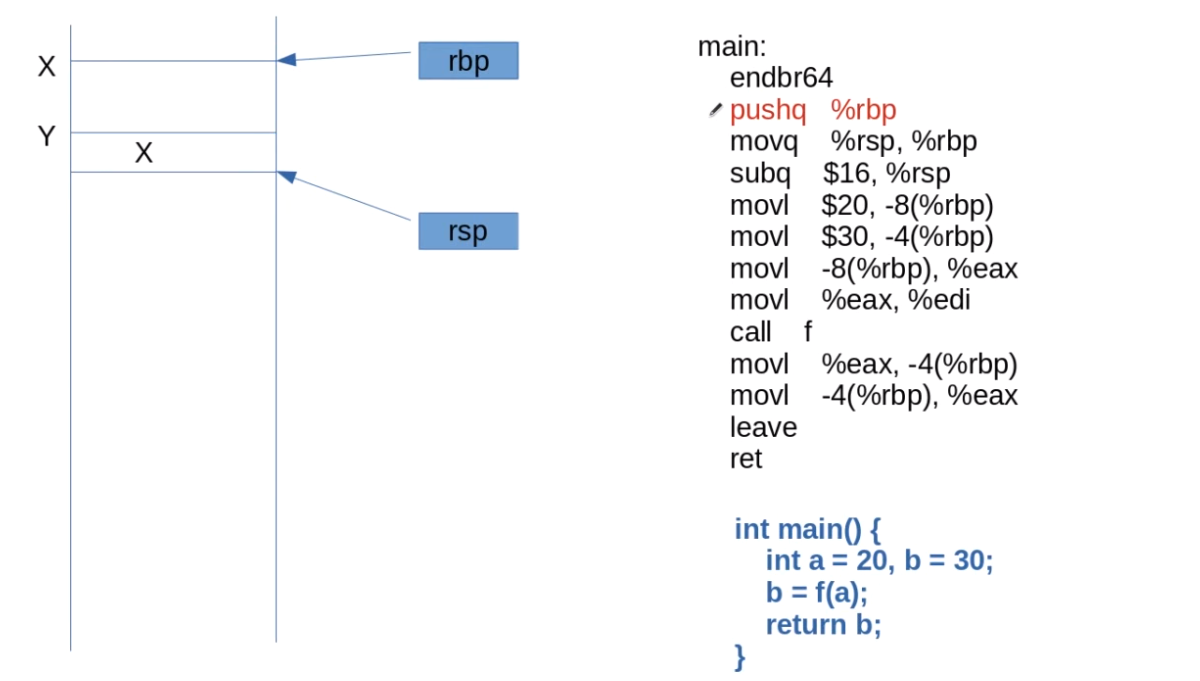 X
Y
X
rbp
rsp
main:
endbr64
pushq %rbp
movq %rsp, %rbp
subq $16, %rsp
movl $20, -8(%rbp)
movl $30, -4(%rbp)
movl -8(%rbp), %eax
movl %eax, %edi
call f
movl %eax, -4(%rbp)
movl -4(%rbp), %eax
leave
ret
int main() {
int a = 20, b = 30;
b = f(a);
return b;
}